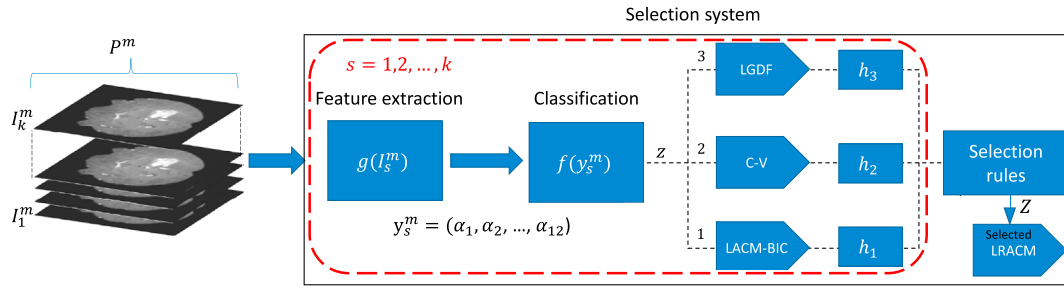 Selection system
P^m
s = 1,2, ..., k
3
LGDF
h_3
I_k^m
Feature extraction
Classification
g(I_s^m)
f(y_s^m)
z
2
C-V
h_2
Selection
rules
I_1^m
y_s^m = (α_1, α_2, ..., α_12)
1
LACM-BIC
h_1
Z
Selected
LRACM